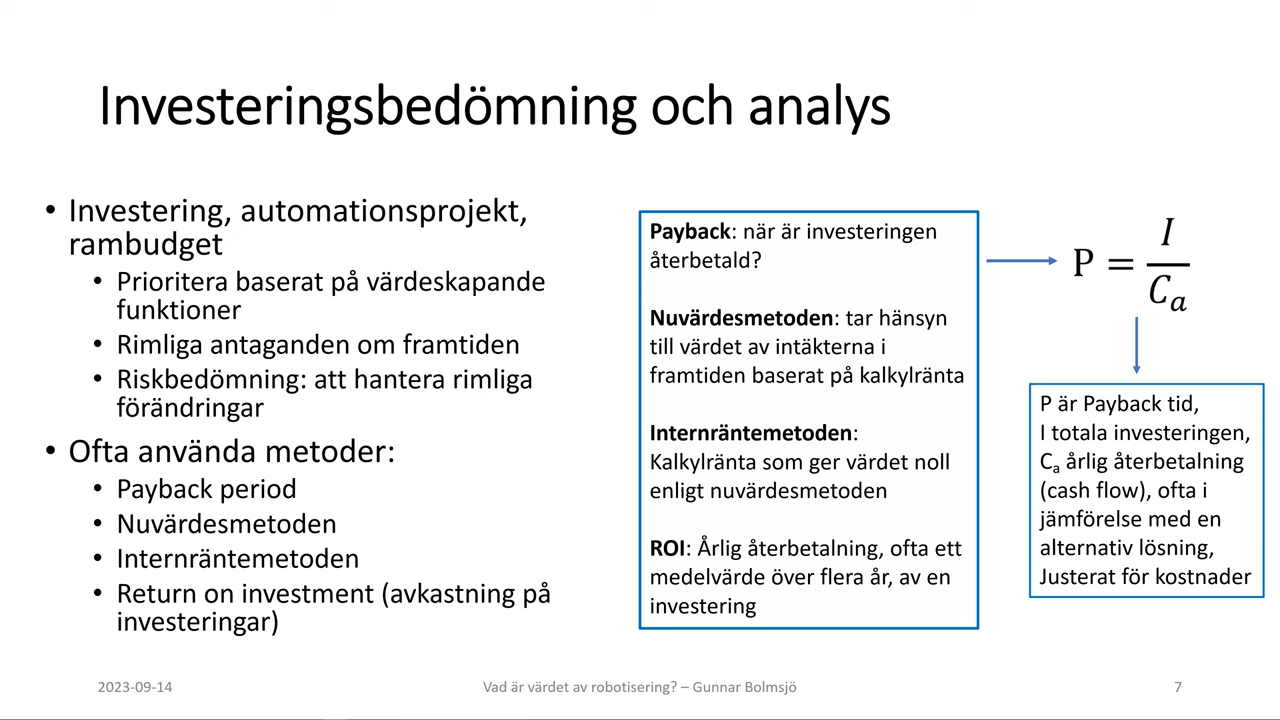 Investeringsbedömning och analys
• Investering, automationsprojekt,
rambudget
• Prioritera baserat på värdeskapande
funktioner
• Rimliga antaganden om framtiden
• Riskbedömning: att hantera rimliga
förändringar
• Ofta använda metoder:
• Payback period
• Nuvärdesmetoden
• Internräntemetoden
• Return on investment (avkastning på
investeringar)
Payback: när är investeringen
återbetald?
Nuvärdesmetoden: tar hänsyn
till värdet av intäkterna i
framtiden baserat på kalkylränta
Internräntemetoden:
Kalkylränta som ger värdet noll
enligt nuvärdesmetoden
ROI: Årlig återbetalning, ofta ett
medelvärde över flera år, av en
investering
P = I / Cₐ
P är Payback tid,
I totala investeringen,
Cₐ årlig återbetalning
(cash flow), ofta i
jämförelse med en
alternativ lösning,
Justerat för kostnader
2023-09-14
Vad är värdet av robotisering? – Gunnar Bolmsjö
7